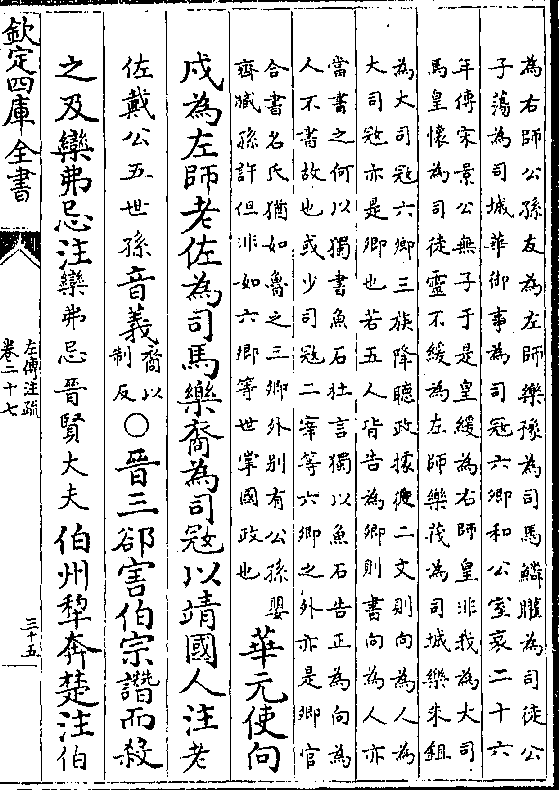 為右師公孫友為左師樂豫為司馬鱗矔為司徒公
子蕩為司城華御事為司寇六卿和公室哀二十六
年傳宋景公無子于是皇緩為右師皇非我為大司
馬皇懷為司徒靈不緩為左師樂茷為司城樂朱鉏
為大司寇六卿三族降聽政據彼二文則向為人為
大司寇亦是卿也若五人皆告為卿則書向為人亦
當書之何以獨書魚石杜言獨以魚石告正為向為
人不書故也或少司寇二宰等六卿之外亦是卿官
合書名氏猶如魯之三卿外別有公孫嬰
齊臧孫許但非如六卿等世掌國政也
華元使向
戍為左師老佐為司馬樂裔為司寇以靖國人注老
佐戴公五世孫音義裔以
制反○晉三郤害伯宗譖而殺
之及欒弗忌注欒弗忌晉賢大夫伯州犂奔楚注伯
欽定四庫全書
左傳注疏
卷二十七
三十五